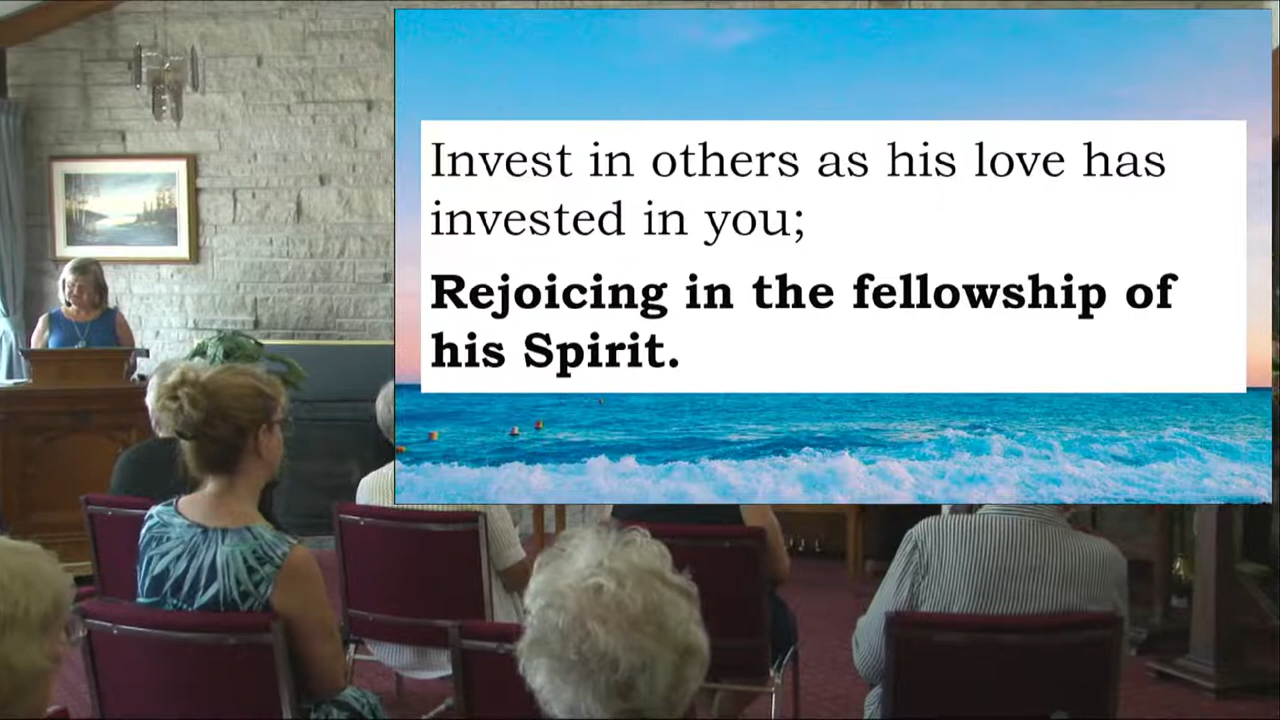 Invest in others as his love has
invested in you;
Rejoicing in the fellowship of
his Spirit.